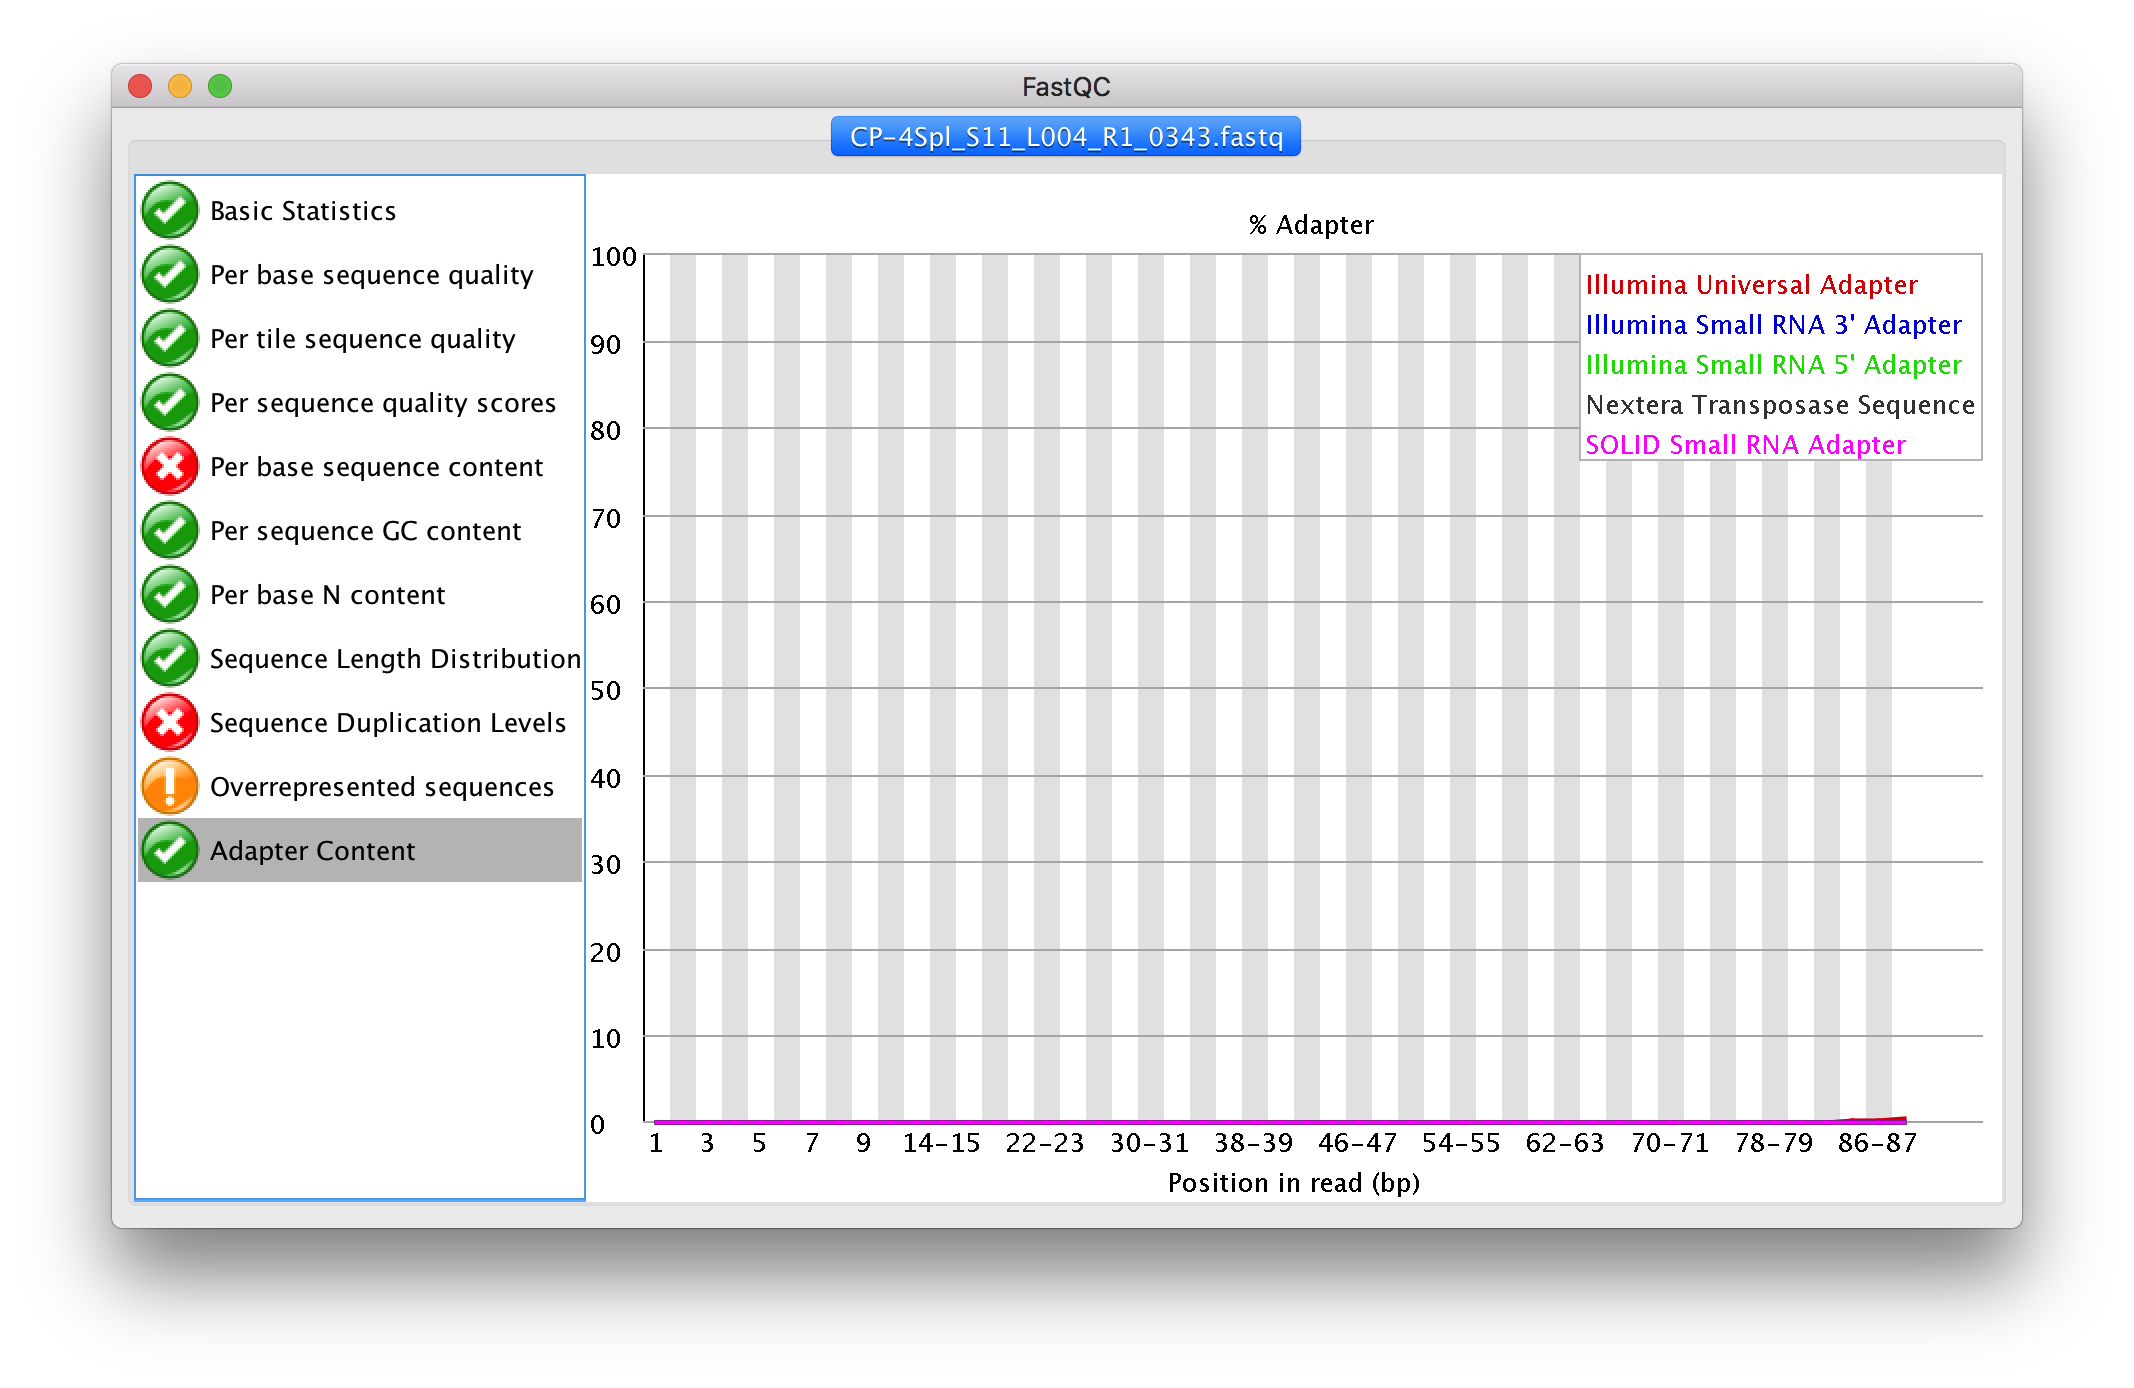 FastQC
CP-4Spl_S11_L004_R1_0343.fastq
Basic Statistics
Per base sequence quality
Per tile sequence quality
Per sequence quality scores
Per base sequence content
Per sequence GC content
Per base N content
Sequence Length Distribution
Sequence Duplication Levels
Overrepresented sequences
Adapter Content
% Adapter
100
90
80
70
60
50
40
30
20
10
0
Illumina Universal Adapter
Illumina Small RNA 3' Adapter
Illumina Small RNA 5' Adapter
Nextera Transposase Sequence
SOLID Small RNA Adapter
1 3 5 7 9 14-15 22-23 30-31 38-39 46-47 54-55 62-63 70-71 78-79 86-87
Position in read (bp)